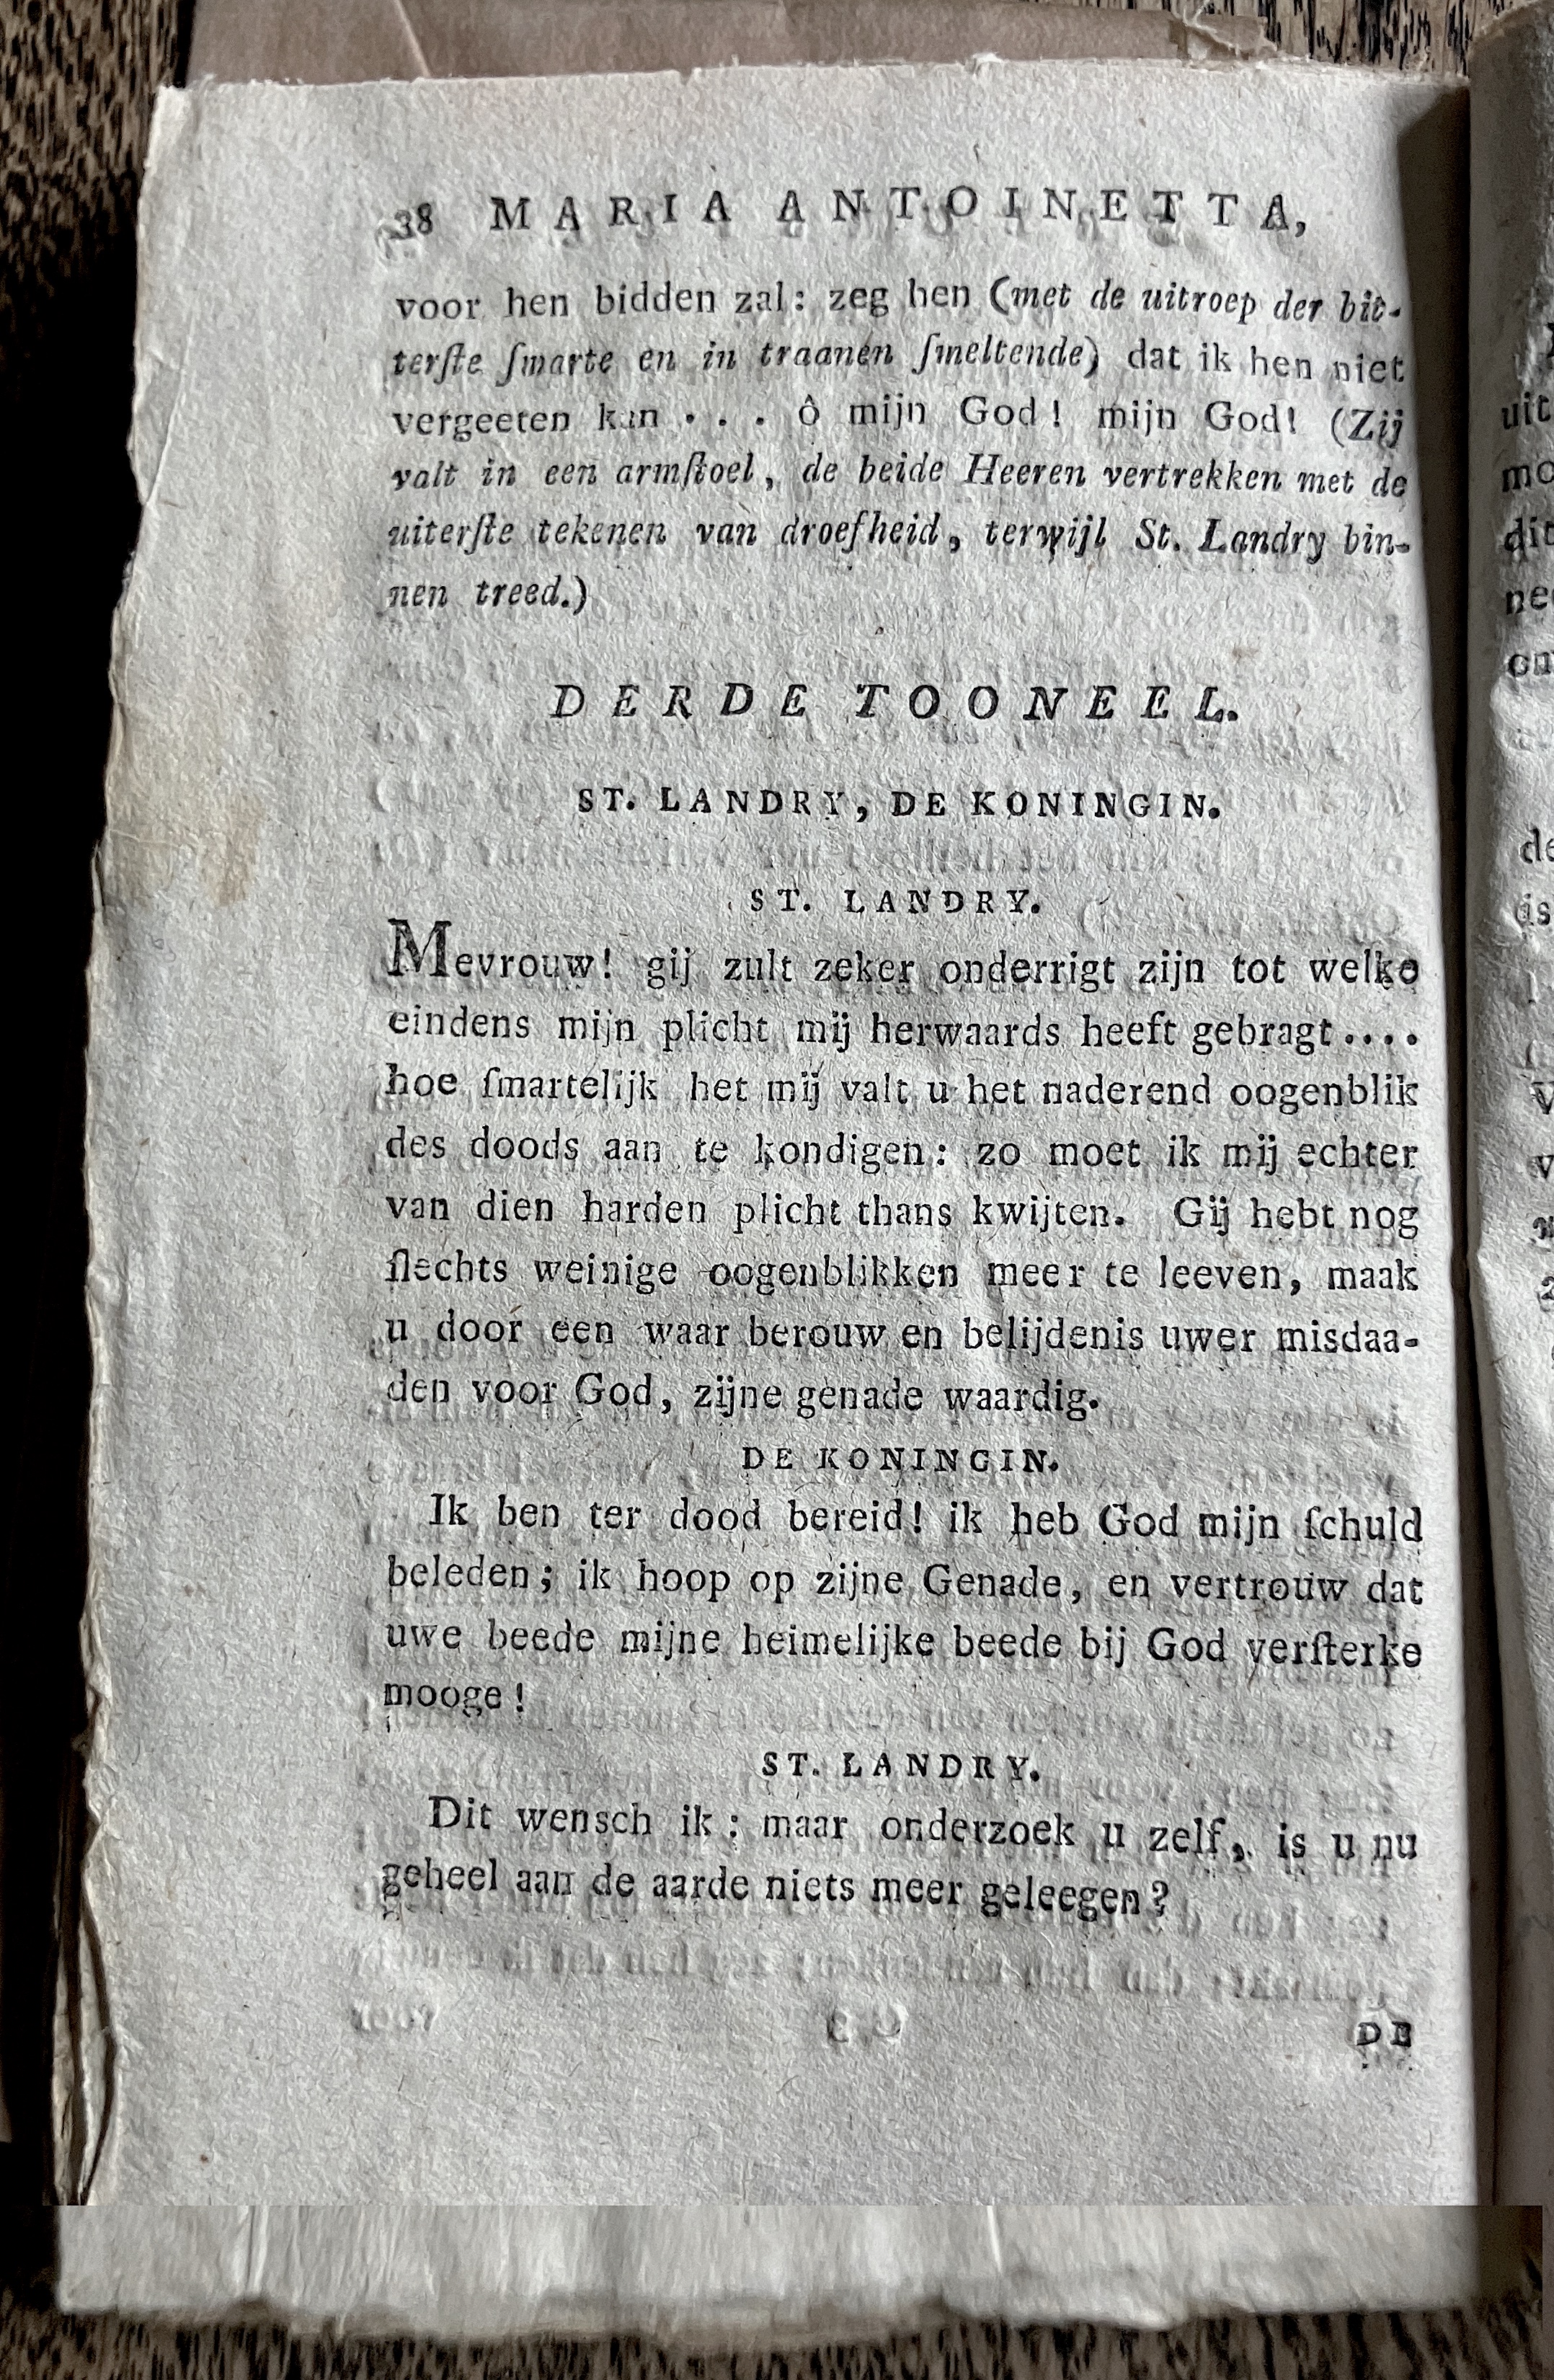 38 MARIA ANTOINETTA,
voor hen bidden zal: zeg hen (met de uitroep der bit-
terſte ſmarte en in traanen ſmeltende) dat ik hen niet
vergeeten kan . . . ô mijn God! mijn God! (Zij
valt in een armſtoel, de beide Heeren vertrekken met de
uiterſte tekenen van droefheid, terwijl St. Landry bin-
nen treed.)
DERDE TOONEEL.
ST. LANDRY, DE KONINGIN.
ST. LANDRY.
Mevrouw! gij zult zeker onderrigt zijn tot welke
eindens mijn plicht mij herwaards heeft gebragt....
hoe ſmartelijk het mij valt u het naderend oogenblik
des doods aan te kondigen: zo moet ik mij echter
van dien harden plicht thans kwijten. Gij hebt nog
ſlechts weinige oogenblikken meer te leeven, maak
u door een waar berouw en belijdenis uwer misdaa-
den voor God, zijne genade waardig.
DE KONINGIN.
Ik ben ter dood bereid! ik heb God mijn ſchuld
beleden; ik hoop op zijne Genade, en vertrouw dat
uwe beede mijne heimelijke beede bij God verſterke
mooge!
ST. LANDRY.
Dit wensch ik: maar onderzoek u zelf, is u nu
geheel aan de aarde niets meer geleegen?
DE
uit
mo
dit
de
is